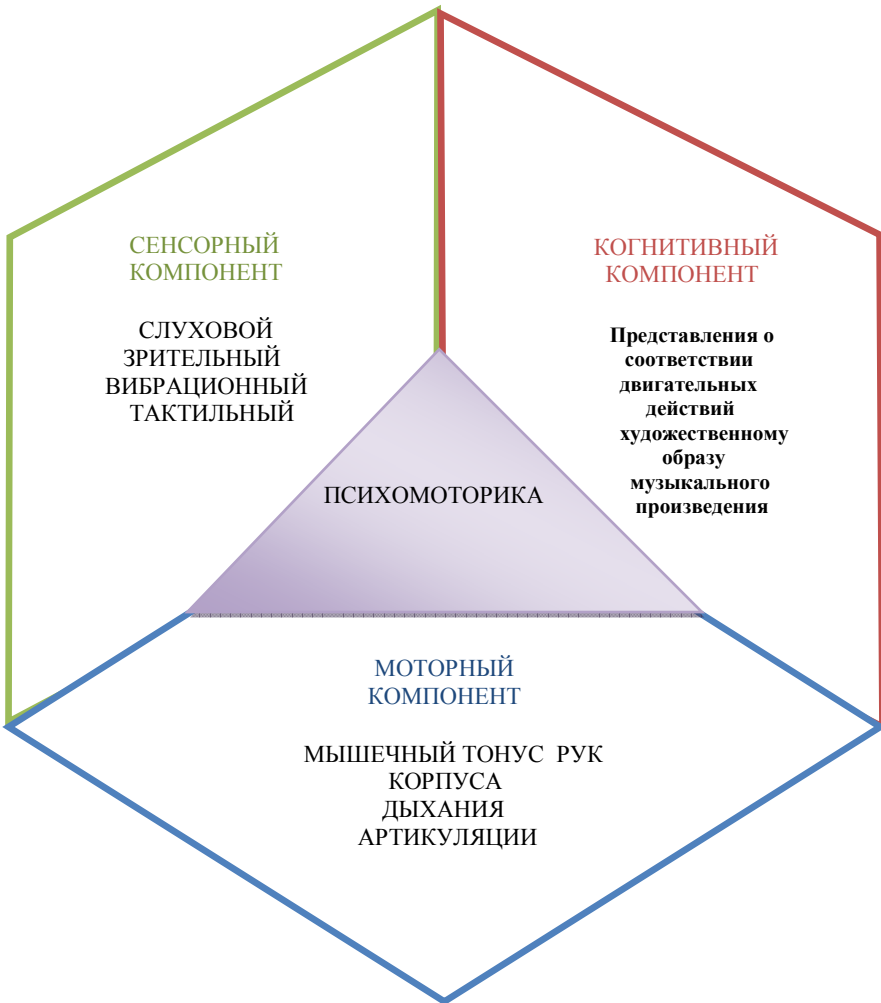 СЕНСОРНЫЙ
КОМПОНЕНТ
СЛУХОВОЙ
ЗРИТЕЛЬНЫЙ
ВИБРАЦИОННЫЙ
ТАКТИЛЬНЫЙ
КОГНИТИВНЫЙ
КОМПОНЕНТ
Представления о
соответствии
двигательных
действий
художественному
образу
музыкального
произведения
ПСИХОМОТОРИКА
МОТОРНЫЙ
КОМПОНЕНТ
МЫШЕЧНЫЙ ТОНУС РУК
КОРПУСА
ДЫХАНИЯ
АРТИКУЛЯЦИИ